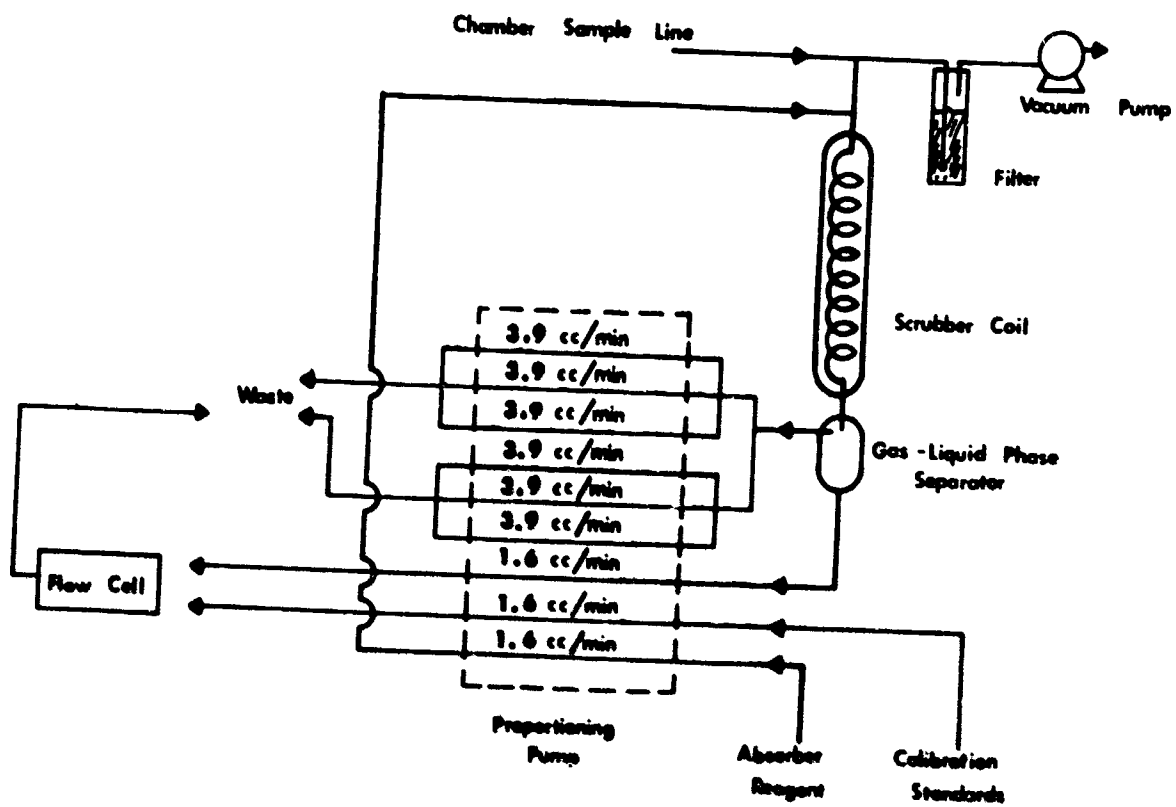 Chamber Sample Line
Vacuum Pump
Filter
Scrubber Coil
3.9 cc/min
3.9 cc/min
3.9 cc/min
3.9 cc/min
3.9 cc/min
3.9 cc/min
1.6 cc/min
1.6 cc/min
1.6 cc/min
Waste
Gas-Liquid Phase
Separator
Flow Cell
Proportioning
Pump
Absorber
Reagent
Calibration
Standards